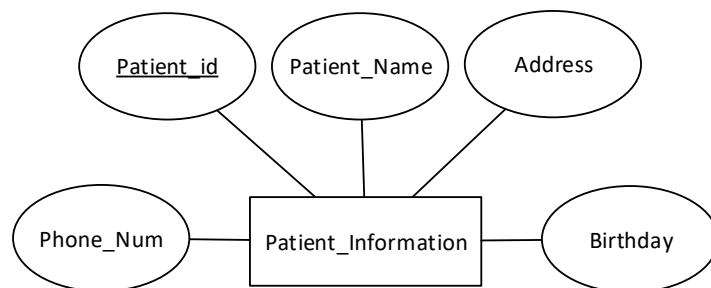 Patient_id
Patient_Name
Address
Phone_Num
Patient_Information
Birthday